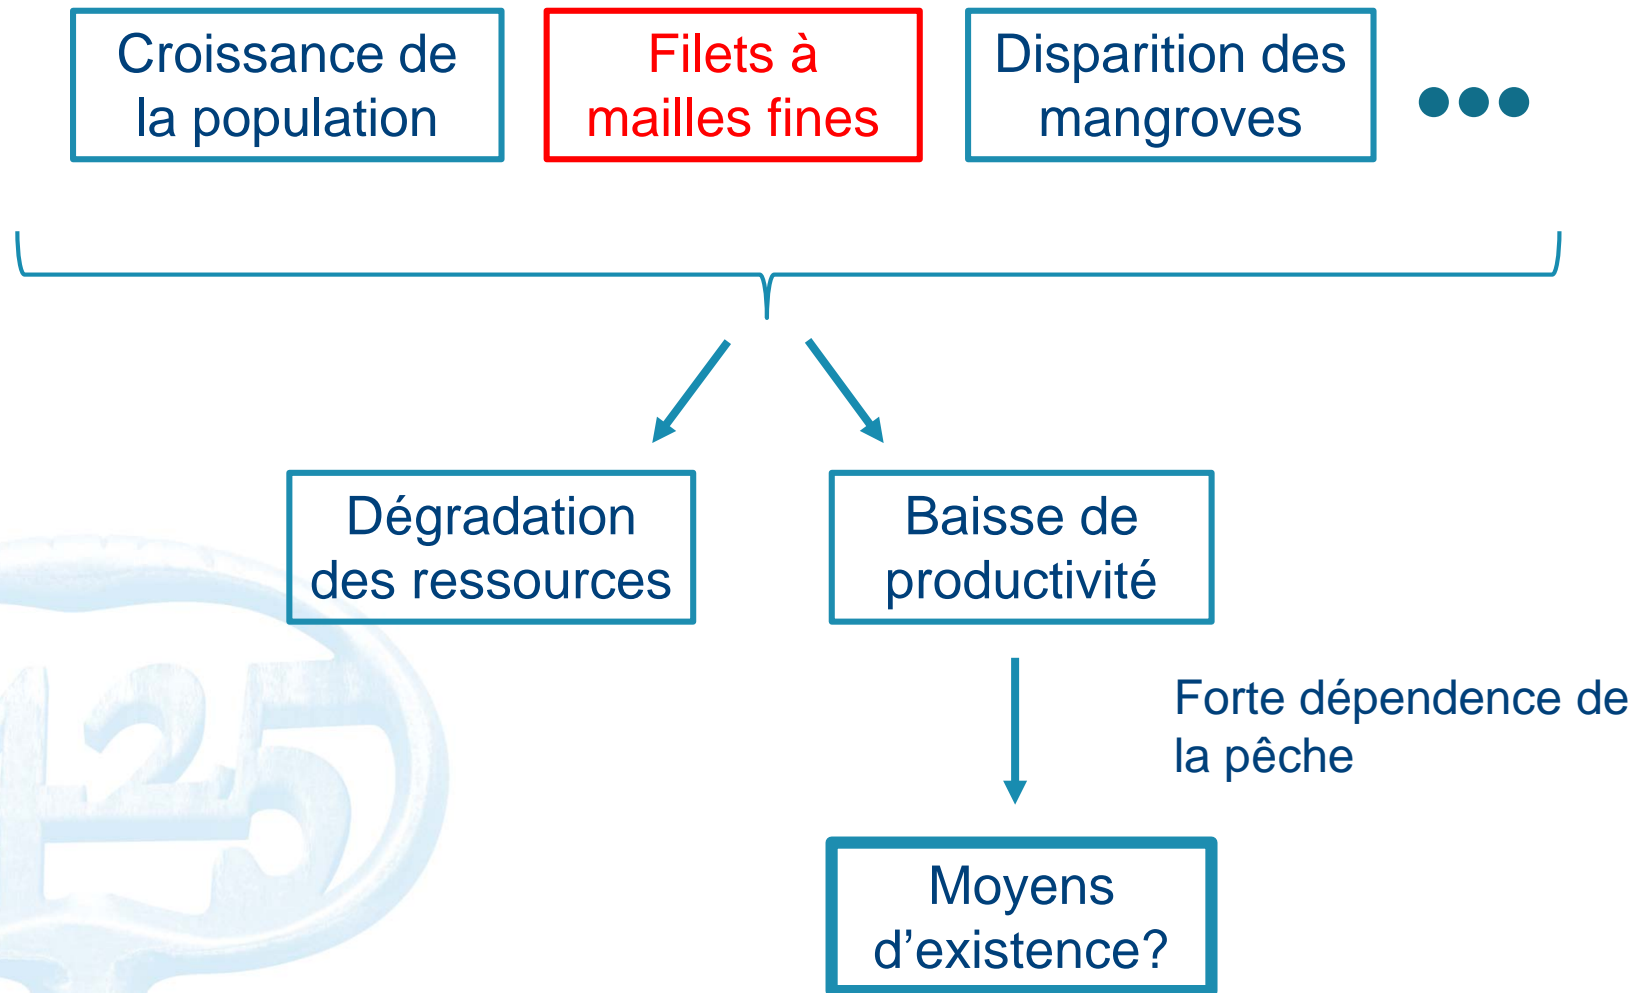 Croissance de
la population
Filets à
mailles fines
Disparition des
mangroves
Dégradation
des ressources
Baisse de
productivité
Forte dépendence de
la pêche
Moyens
d’existence?
125